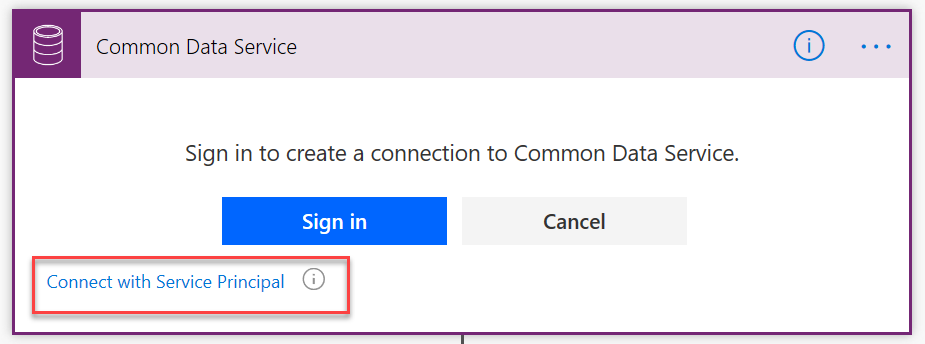 Common Data Service
Sign in to create a connection to Common Data Service.
Sign in
Cancel
Connect with Service Principal